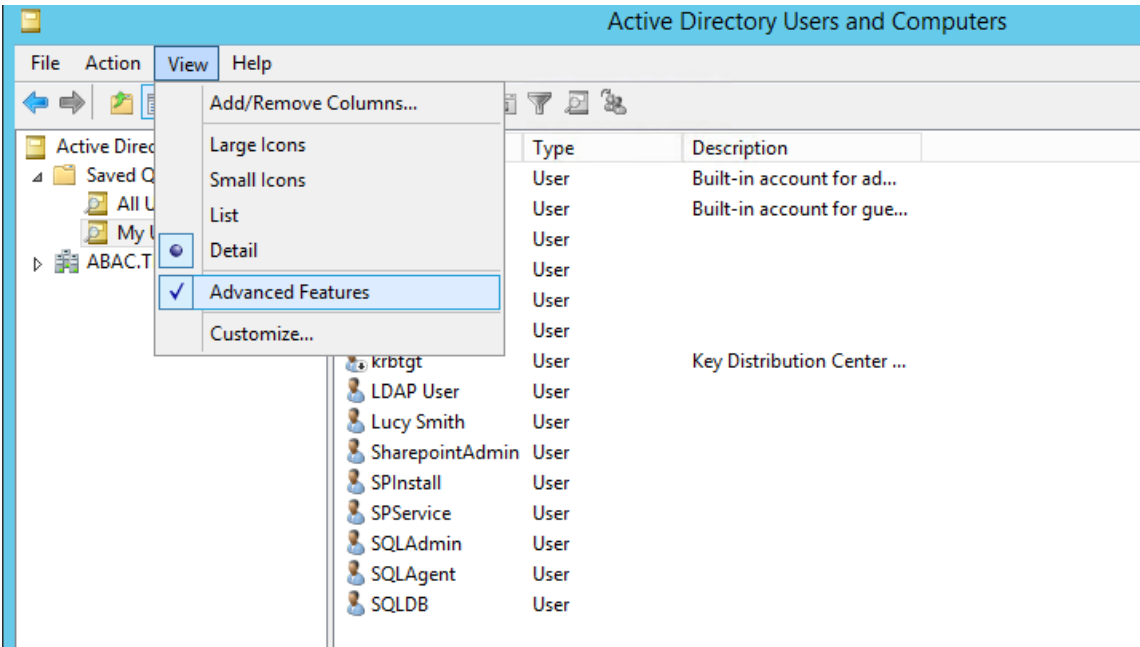 Active Directory Users and Computers
File Action View Help
Add/Remove Columns...
Large Icons
Small Icons
List
Detail
Advanced Features
Customize...
Active Direc
Saved Q
All U
My U
ABAC.T
Type Description
User Built-in account for ad...
User Built-in account for gue...
User
User
User
User
krbtgt User Key Distribution Center ...
LDAP User User
Lucy Smith User
SharepointAdmin User
SPInstall User
SPService User
SQLAdmin User
SQLAgent User
SQLDB User